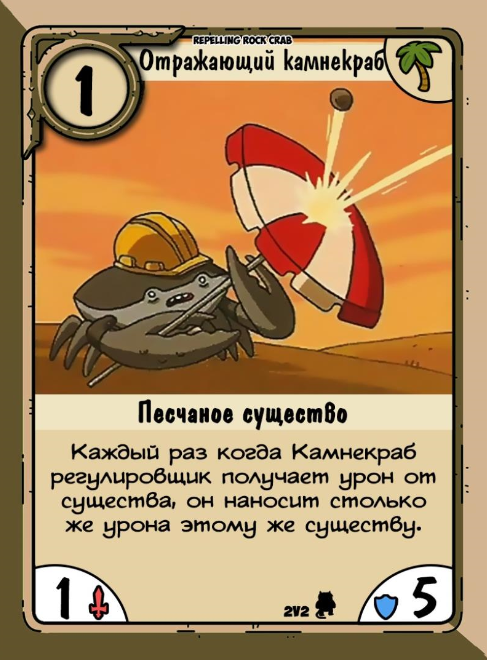 REPELLING ROCK CRAB
1
Отражающий камнекраб
Песчаное существо
Каждый раз когда Камнекраб
регулировщик получает урон от
существа, он наносит столько
же урона этому же существу.
1
2V2
5